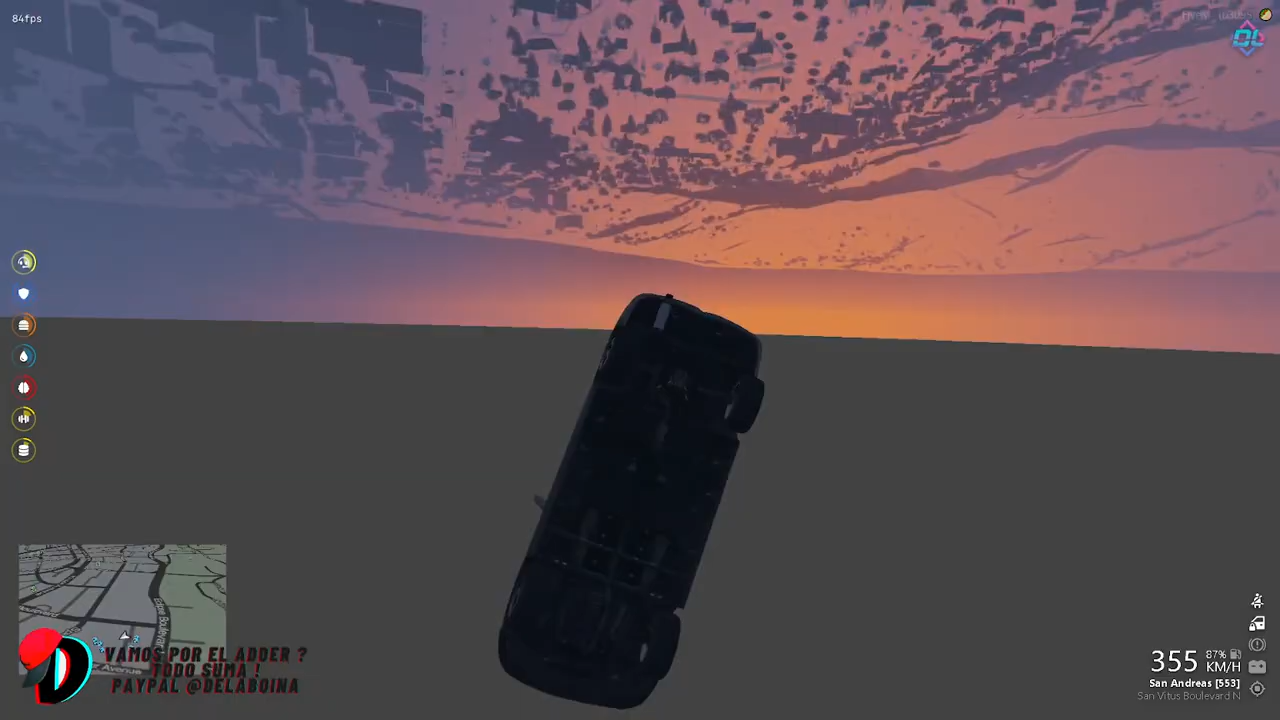 84fps
VAMOS POR EL ADDER ?
TODO SUMA !
PAYPAL @DELABOINA
355
87%
KM/H
San Andreas [553]
San Vitus Boulevard N